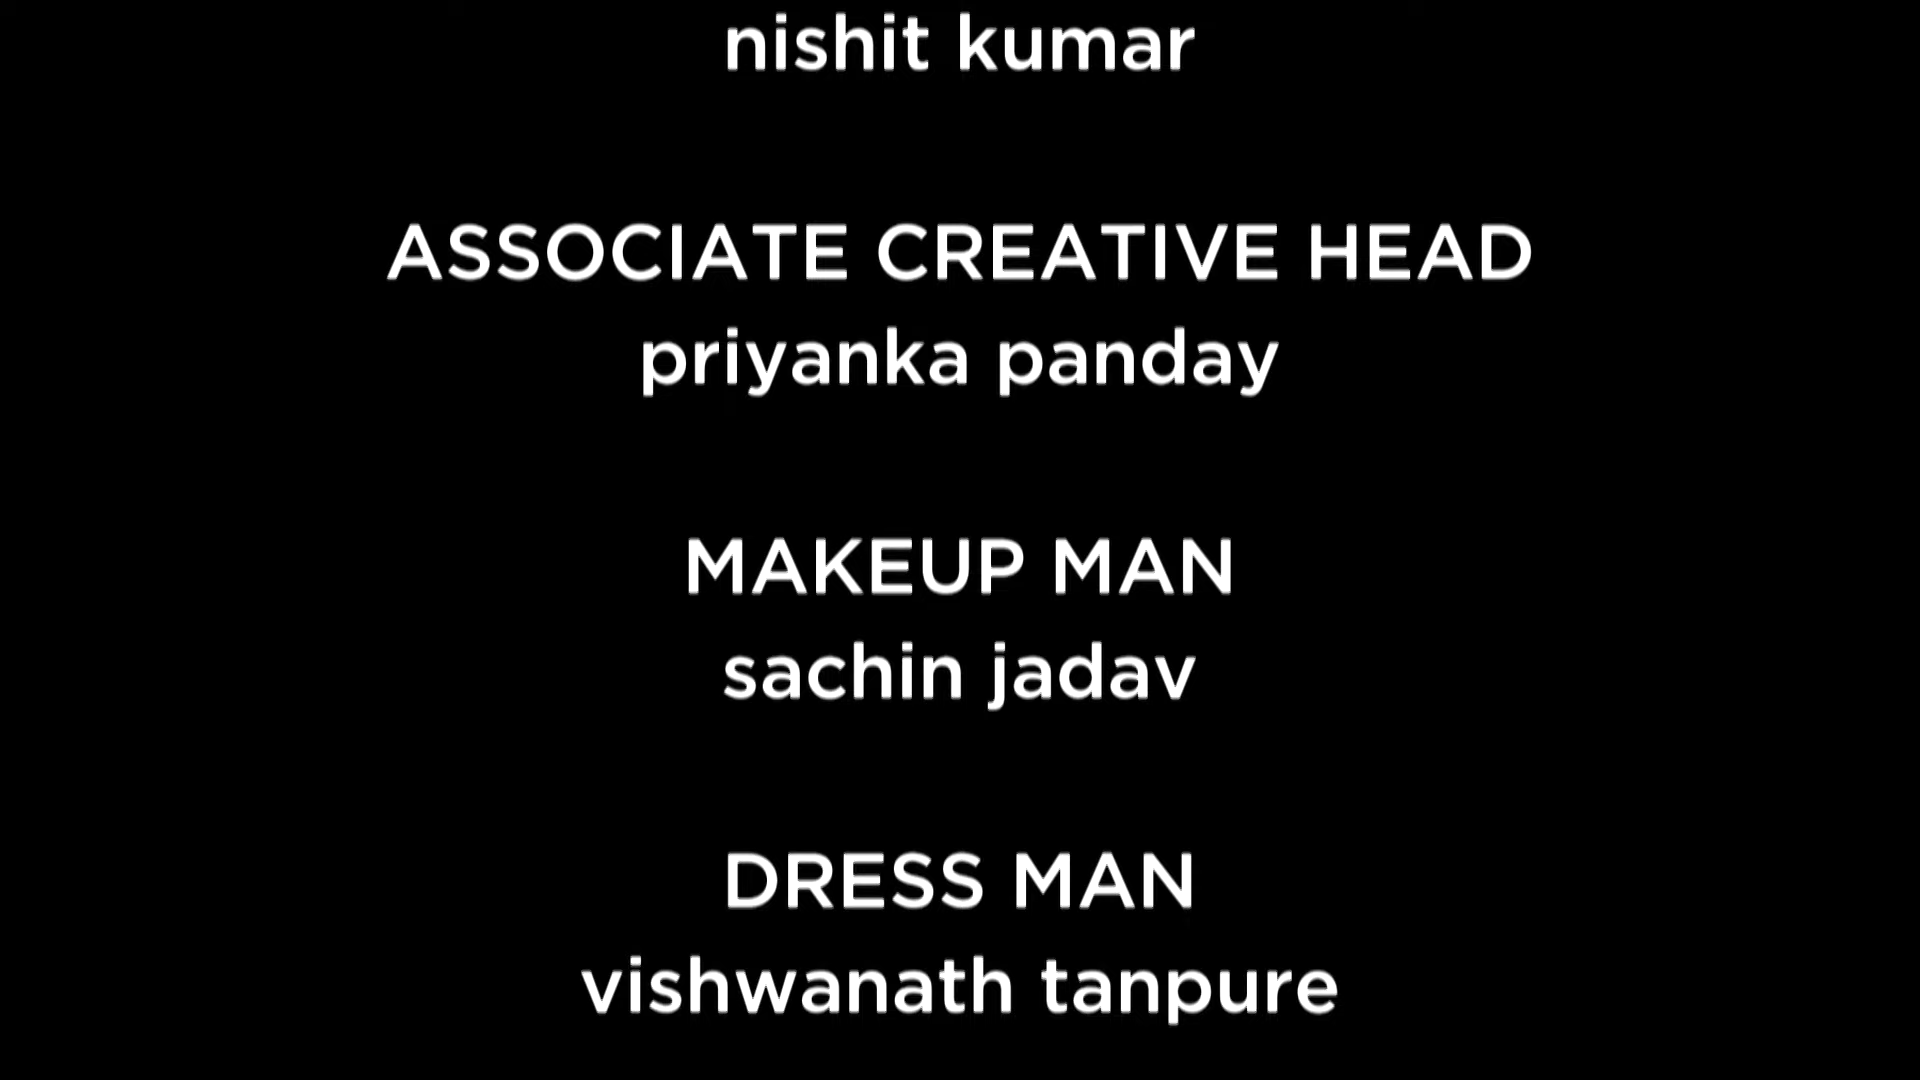 nishit kumar
ASSOCIATE CREATIVE HEAD
priyanka panday
MAKEUP MAN
sachin jadav
DRESS MAN
vishwanath tanpure